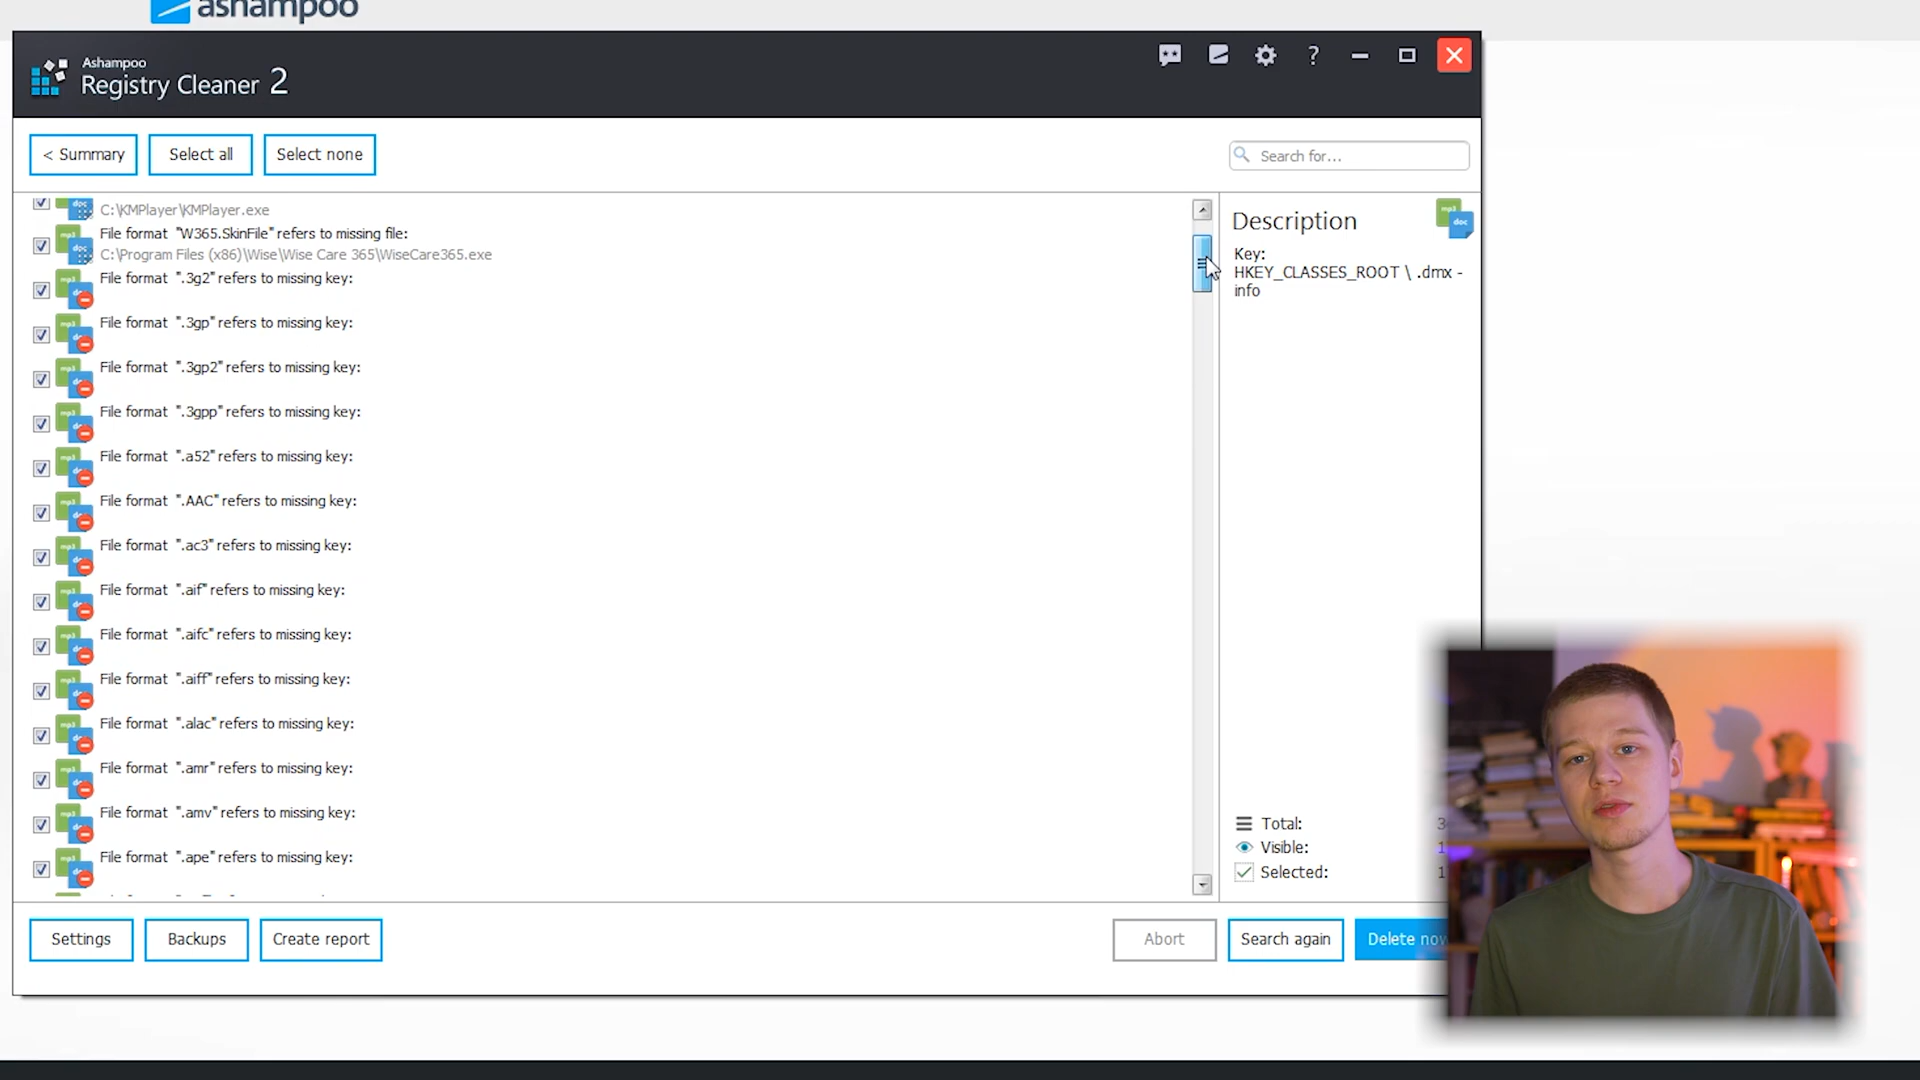 ashampoo
Ashampoo
Registry Cleaner 2
?
< Summary
Select all
Select none
Search for...
C:\KMPlayer\KMPlayer.exe
File format "W365.SkinFile" refers to missing file:
C:\Program Files (x86)\Wise\Wise Care 365\WiseCare365.exe
File format ".3g2" refers to missing key:
File format ".3gp" refers to missing key:
File format ".3gp2" refers to missing key:
File format ".3gpp" refers to missing key:
File format ".a52" refers to missing key:
File format ".AAC" refers to missing key:
File format ".ac3" refers to missing key:
File format ".aif" refers to missing key:
File format ".aifc" refers to missing key:
File format ".aiff" refers to missing key:
File format ".alac" refers to missing key:
File format ".amr" refers to missing key:
File format ".amv" refers to missing key:
File format ".ape" refers to missing key:
Description
mp3
doc
Key:
HKEY_CLASSES_ROOT \ .dmx -
info
Total:
Visible:
Selected:
Settings
Backups
Create report
Abort
Search again
Delete now